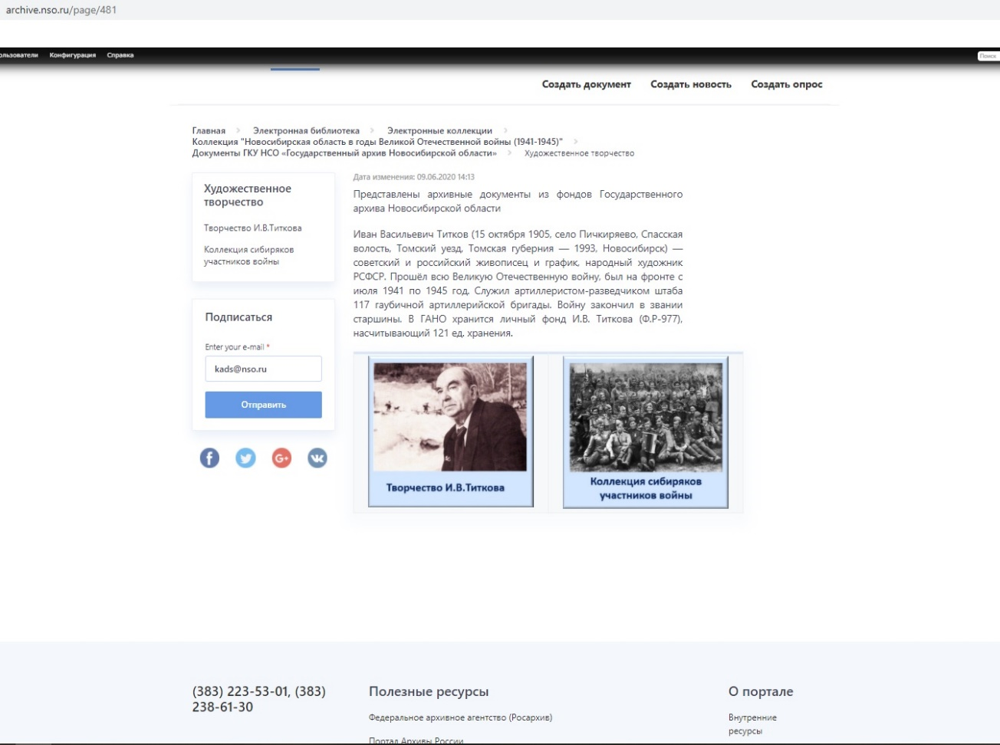 archive.nso.ru/page/481
Конфигурация
Справка
Поиск
Создать документ
Создать новость
Создать опрос
Главная > Электронная библиотека > Электронные коллекции >
Коллекция "Новосибирская область в годы Великой Отечественной войны (1941-1945)" >
Документы ГКУ НСО «Государственный архив Новосибирской области» > Художественное творчество
Художественное
творчество
Творчество И.В.Титкова
Коллекция сибиряков
участников войны
Подписаться
Enter your e-mail *
kads@nso.ru
Отправить
Дата изменения: 09.06.2020 14:13
Представлены архивные документы из фондов Государственного
архива Новосибирской области
Иван Васильевич Титков (15 октября 1905, село Пичкиряево, Спасская
волость, Томский уезд, Томская губерния — 1993, Новосибирск) —
советский и российский живописец и график, народный художник
РСФСР. Прошёл всю Великую Отечественную войну, был на фронте с
июля 1941 по 1945 год. Служил артиллеристом-разведчиком штаба
117 гаубичной артиллерийской бригады. Войну закончил в звании
старшины. В ГАНО хранится личный фонд И.В. Титкова (Ф.Р-977),
насчитывающий 121 ед. хранения.
Творчество И.В.Титкова
Коллекция сибиряков
участников войны
(383) 223-53-01, (383)
238-61-30
Полезные ресурсы
Федеральное архивное агентство (Росархив)
Портал Архивы России
О портале
Внутренние
ресурсы